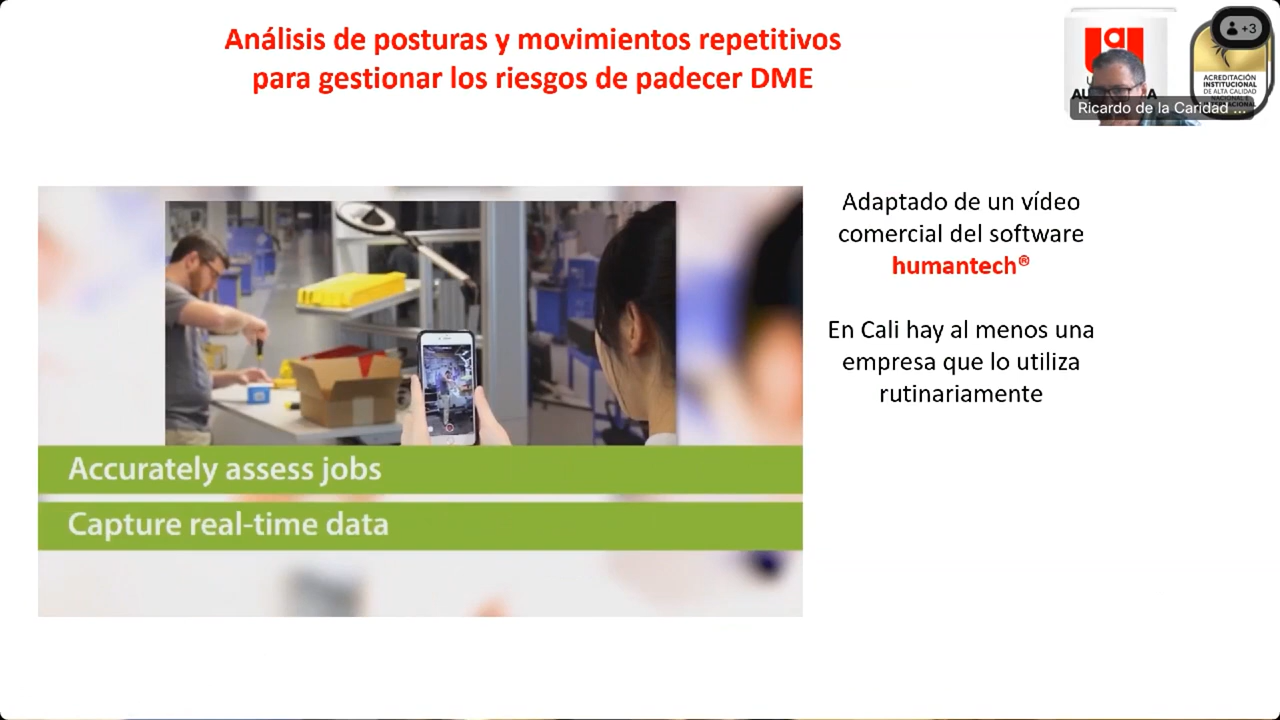 Análisis de posturas y movimientos repetitivos
para gestionar los riesgos de padecer DME
+3
ACREDITACIÓN
INSTITUCIONAL
DE ALTA CALIDAD
Ricardo de la Caridad ...
Adaptado de un vídeo
comercial del software
humantech®
En Cali hay al menos una
empresa que lo utiliza
rutinariamente
Accurately assess jobs
Capture real-time data